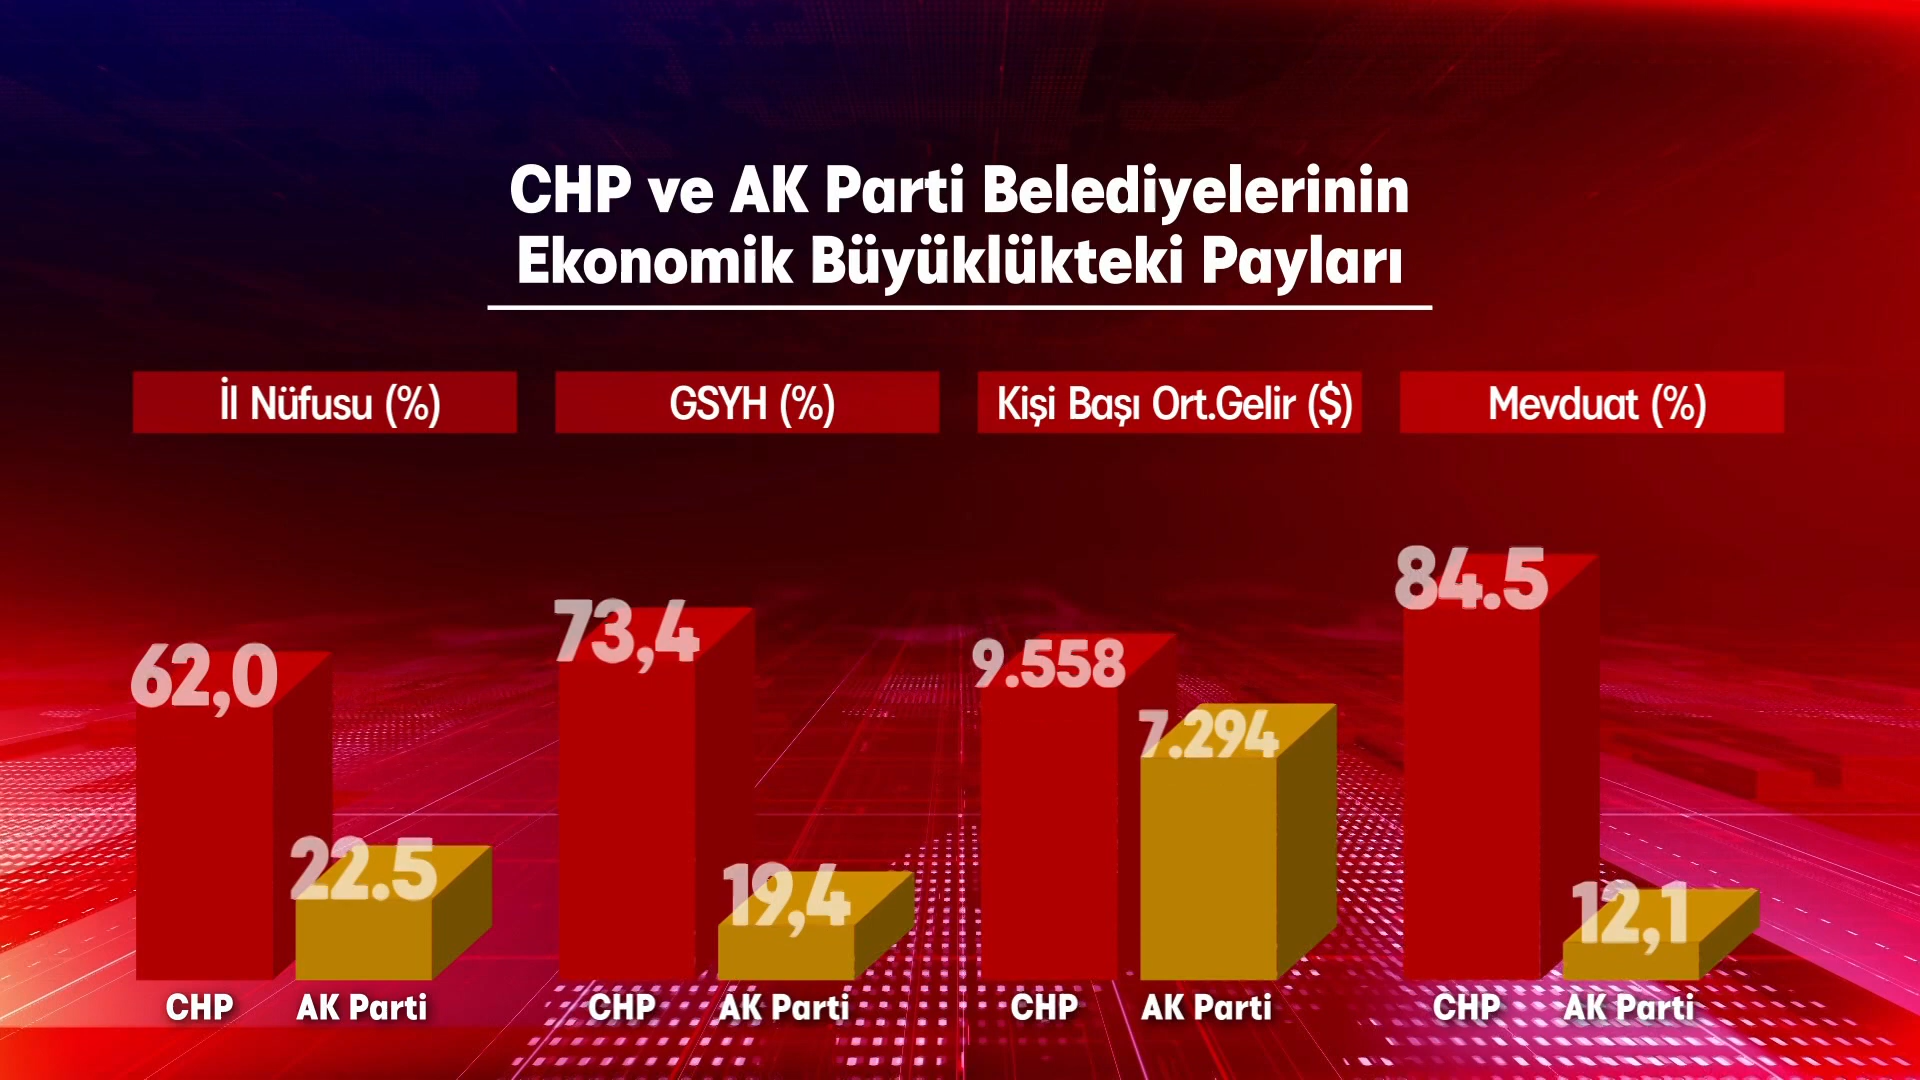 CHP ve AK Parti Belediyelerinin
Ekonomik Büyüklükteki Payları
İl Nüfusu (%)
GSYH (%)
Kişi Başı Ort.Gelir ($)
Mevduat (%)
62,0
22.5
73,4
19,4
9.558
7.294
84.5
12,1
CHP
AK Parti
CHP
AK Parti
CHP
AK Parti
CHP
AK Parti